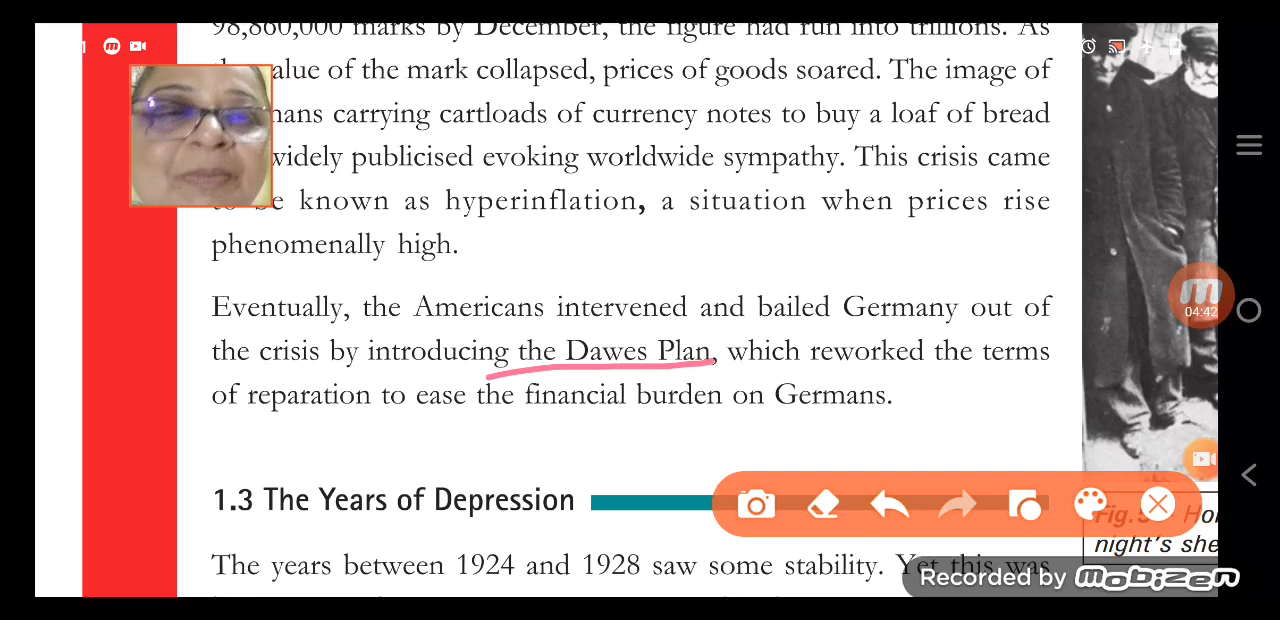 98,860,000 marks by December, the figure had run into trillions. As
value of the mark collapsed, prices of goods soared. The image of
carrying cartloads of currency notes to buy a loaf of bread
widely publicised evoking worldwide sympathy. This crisis came
be known as hyperinflation, a situation when prices rise
phenomenally high.
Eventually, the Americans intervened and bailed Germany out of
the crisis by introducing the Dawes Plan, which reworked the terms
of reparation to ease the financial burden on Germans.
04:42
1.3 The Years of Depression
Fig.
night's she
The years between 1924 and 1928 saw some stability. Yet this was
Recorded by mobizen